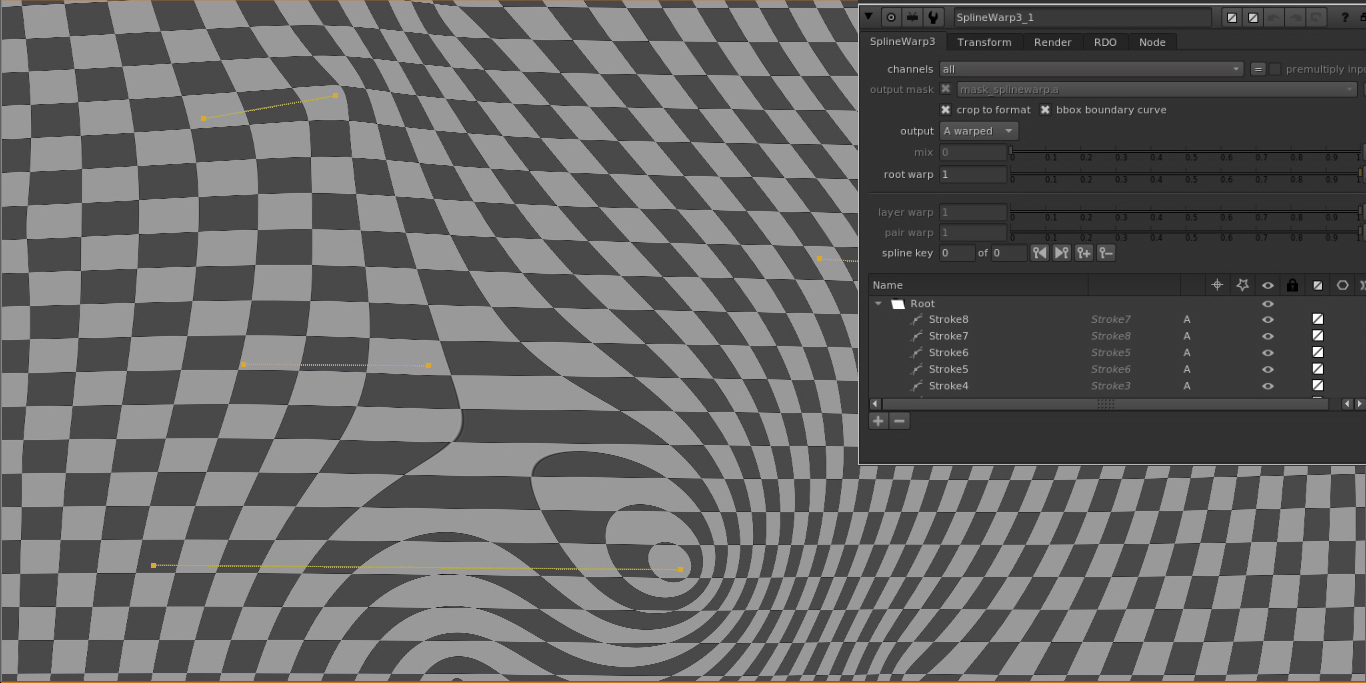 SplineWarp3_1
?
SplineWarp3 Transform Render RDO Node
channels all = premultiply
output mask mask_splinewarp.a
crop to format bbox boundary curve
output A warped
mix 0 0 0.1 0.2 0.3 0.4 0.5 0.6 0.7 0.8 0.9 1
root warp 1 0 0.1 0.2 0.3 0.4 0.5 0.6 0.7 0.8 0.9 1
layer warp 1 0 0.1 0.2 0.3 0.4 0.5 0.6 0.7 0.8 0.9 1
pair warp 1 0 0.1 0.2 0.3 0.4 0.5 0.6 0.7 0.8 0.9 1
spline key 0 of 0
Name
Root
Stroke8 Stroke7 A
Stroke7 Stroke8 A
Stroke6 Stroke5 A
Stroke5 Stroke6 A
Stroke4 Stroke3 A